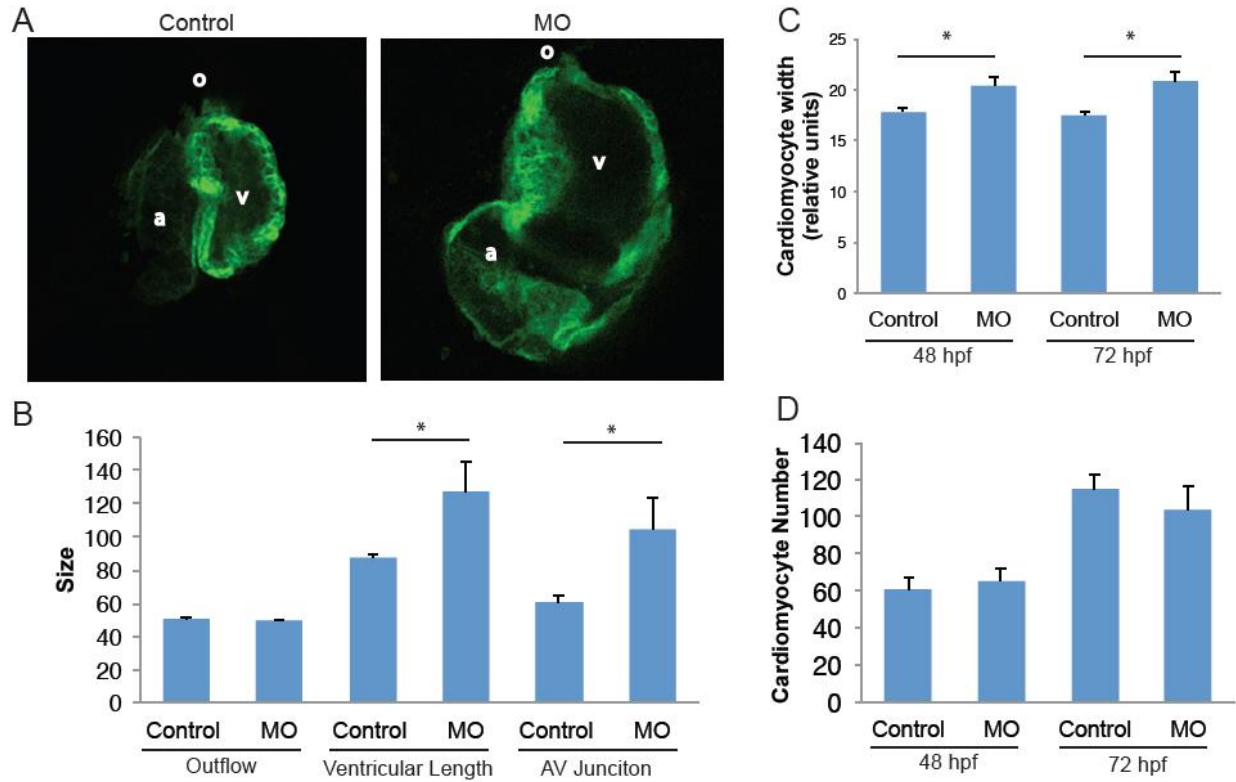 A
Control
MO
o
a
v
o
v
a
B
Size
160
140
120
100
80
60
40
20
0
*
*
Control MO Control MO Control MO
Outflow Ventricular Length AV Junciton
C
Cardiomyocyte width
(relative units)
25
20
15
10
5
0
*
*
Control MO Control MO
48 hpf 72 hpf
D
Cardiomyocyte Number
140
120
100
80
60
40
20
0
Control MO Control MO
48 hpf 72 hpf